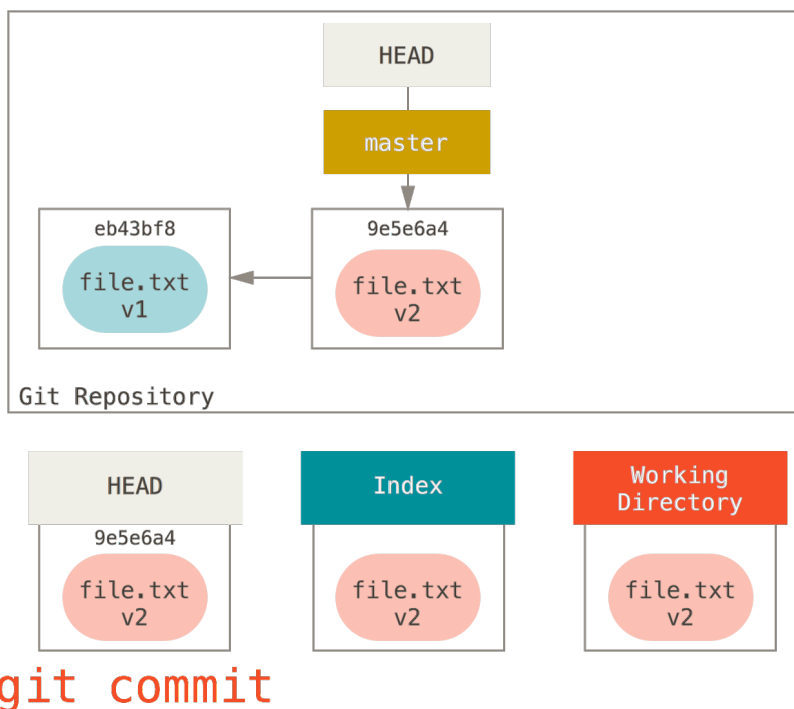 HEAD
master
eb43bf8
file.txt
v1
9e5e6a4
file.txt
v2
Git Repository
HEAD
9e5e6a4
file.txt
v2
Index
file.txt
v2
Working
Directory
file.txt
v2
git commit